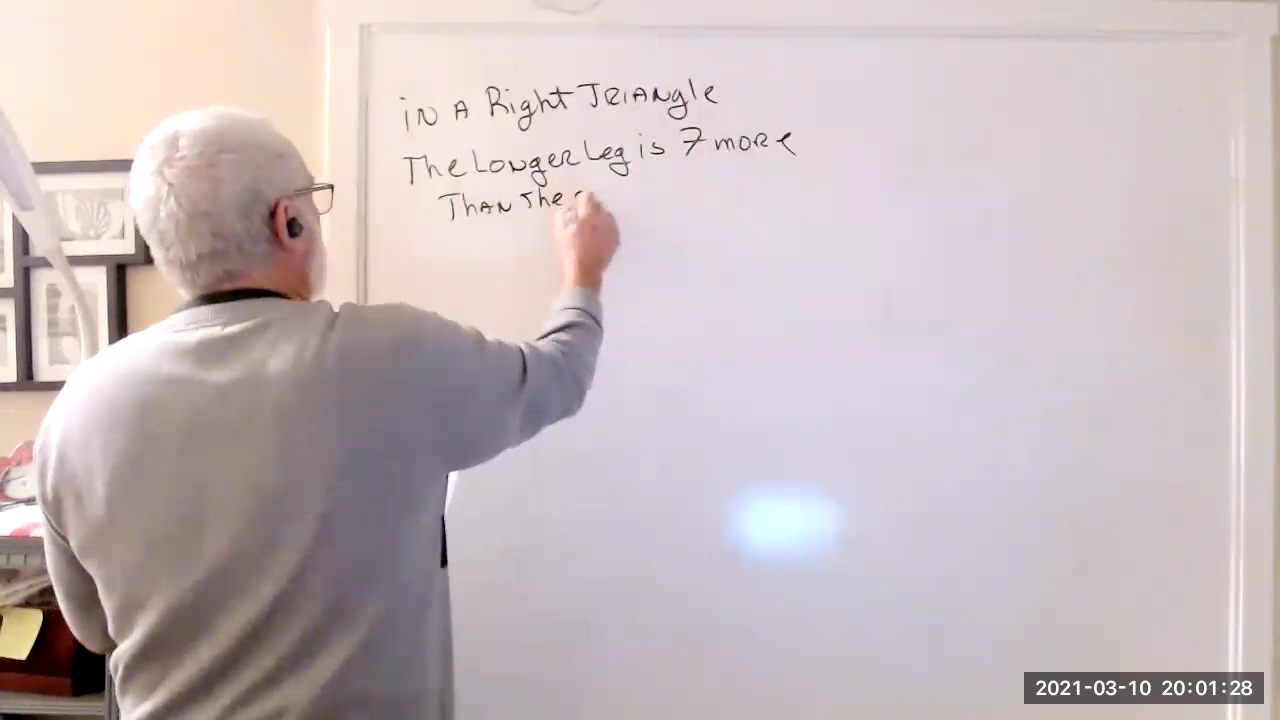 iN A Right TRIANgle
The LONgeR Leg is 7 moRe
ThAN The
2021-03-10 20:01:28